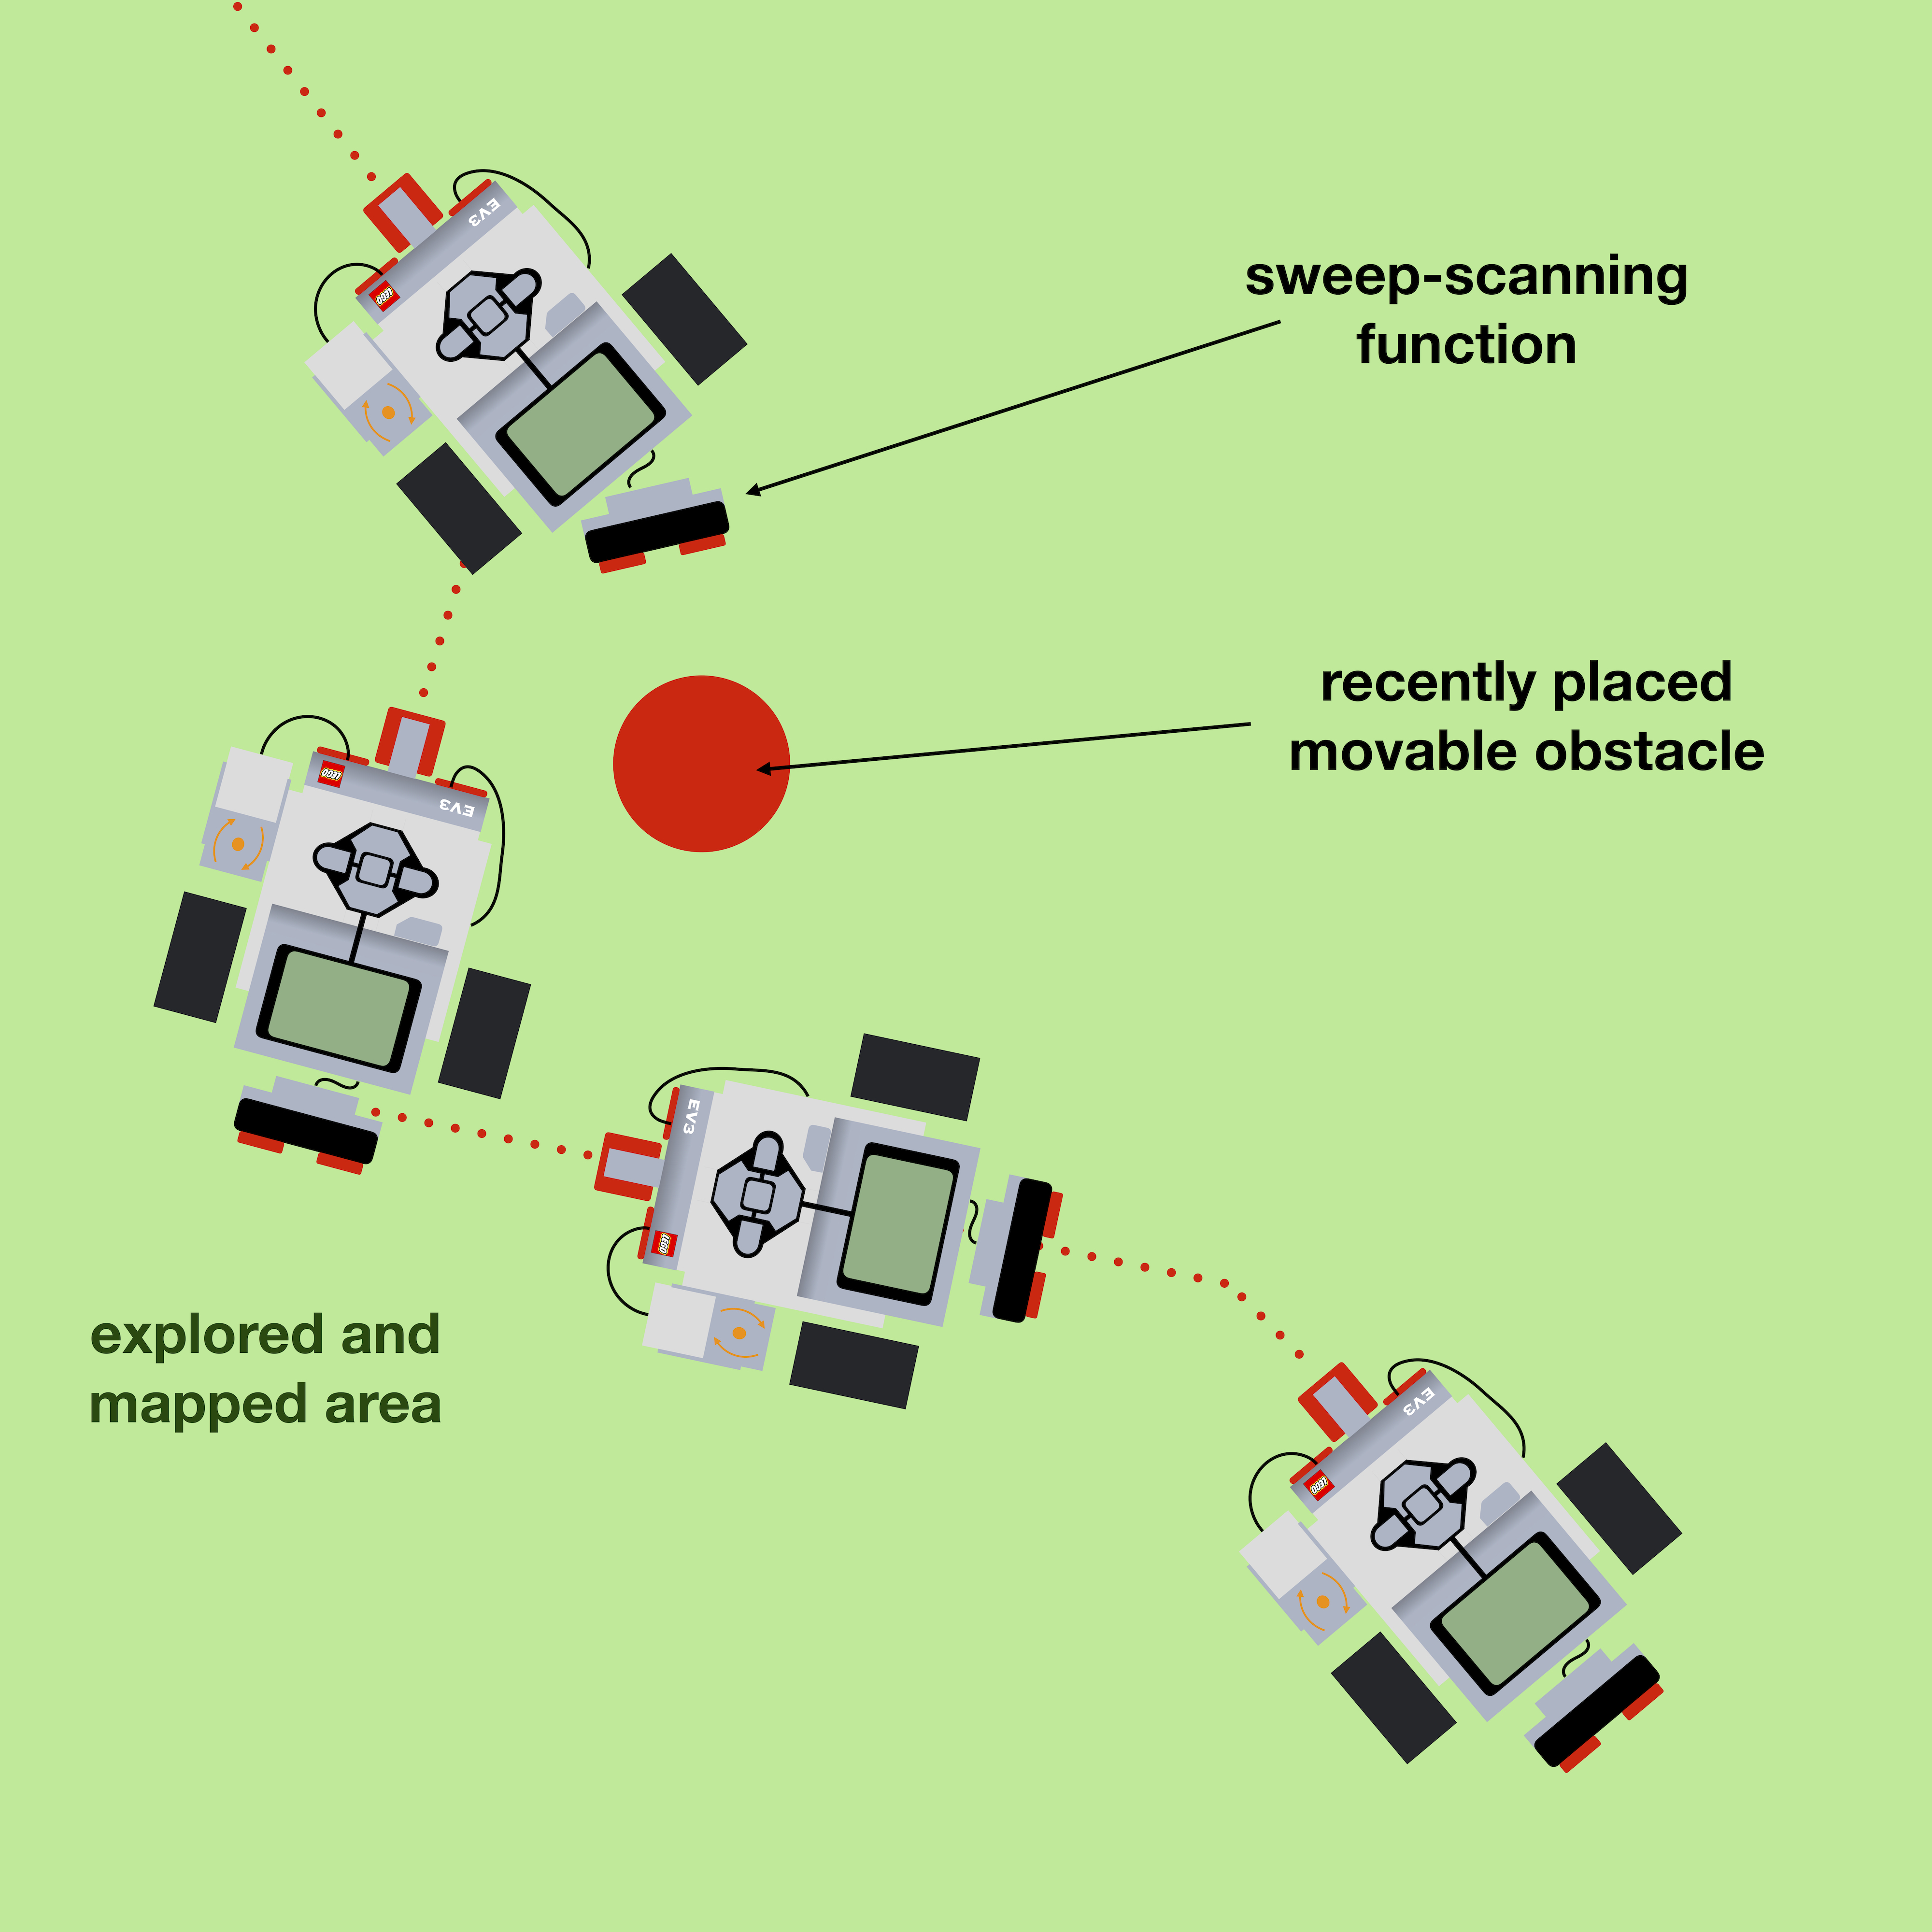 EV3
LEGO
sweep-scanning
function
recently placed
movable obstacle
LEGO
EV3
EV3
LEGO
explored and
mapped area
EV3
LEGO